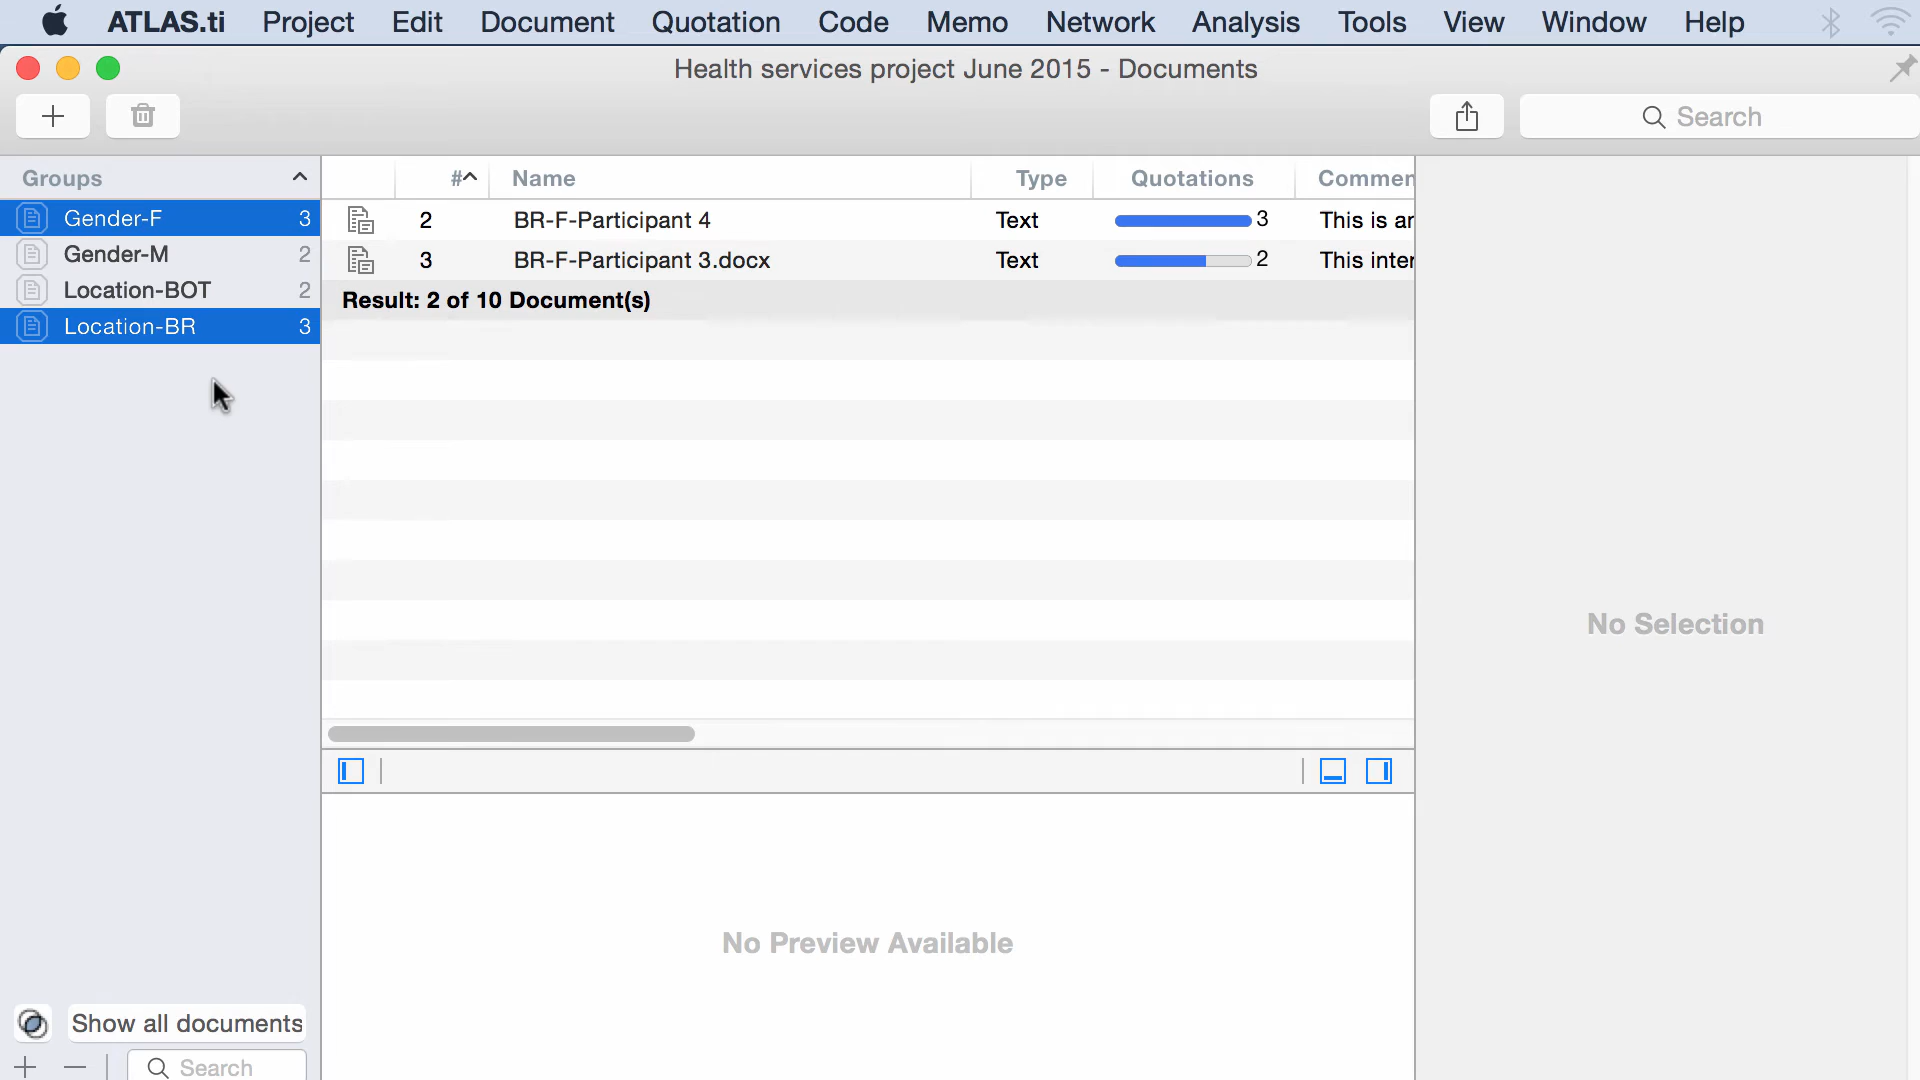 ATLAS.ti Project Edit Document Quotation Code Memo Network Analysis Tools View Window Help
Health services project June 2015 - Documents
Search
Groups
Gender-F 3
Gender-M 2
Location-BOT 2
Location-BR 3
# Name Type Quotations Commen
2 BR-F-Participant 4 Text 3 This is ar
3 BR-F-Participant 3.docx Text 2 This inter
Result: 2 of 10 Document(s)
No Selection
No Preview Available
Show all documents
Search